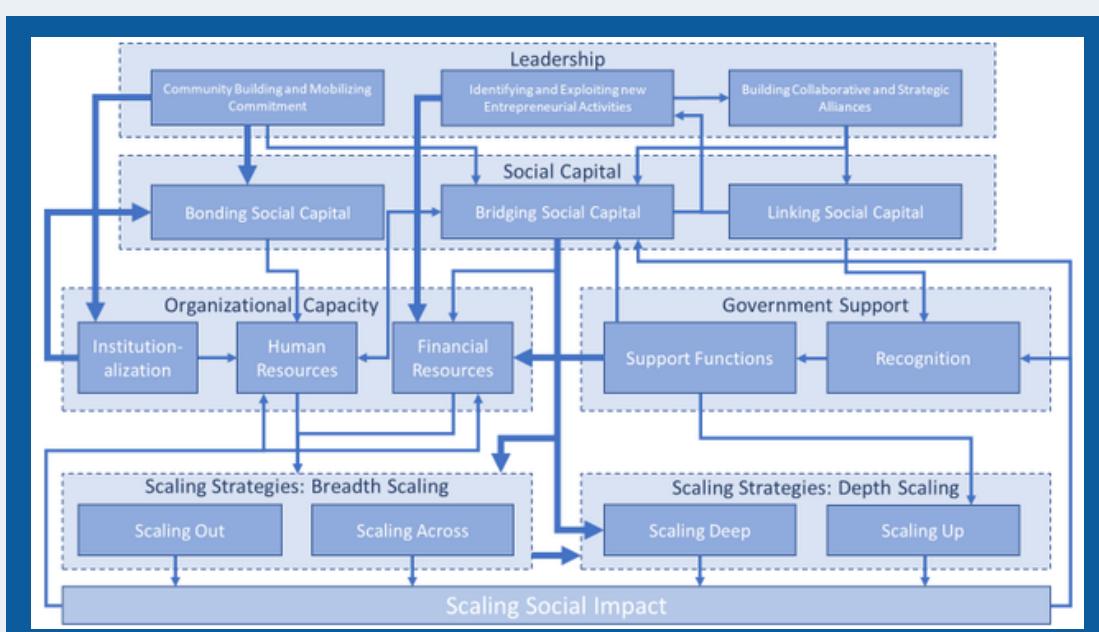 Leadership
Community Building and Mobilizing
Commitment
Identifying and Exploiting new
Entrepreneurial Activities
Building Collaborative and Strategic
Alliances
Social Capital
Bonding Social Capital
Bridging Social Capital
Linking Social Capital
Organizational Capacity
Institution-
alization
Human
Resources
Financial
Resources
Government Support
Support Functions
Recognition
Scaling Strategies: Breadth Scaling
Scaling Out
Scaling Across
Scaling Strategies: Depth Scaling
Scaling Deep
Scaling Up
Scaling Social Impact